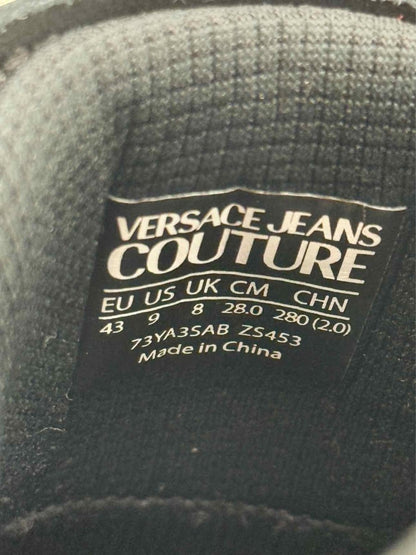 VERSACE JEANS
COUTURE
EU US UK CM CHN
43 9 8 28.0 280 (2.0)
73YA3SAB ZS453
Made in China